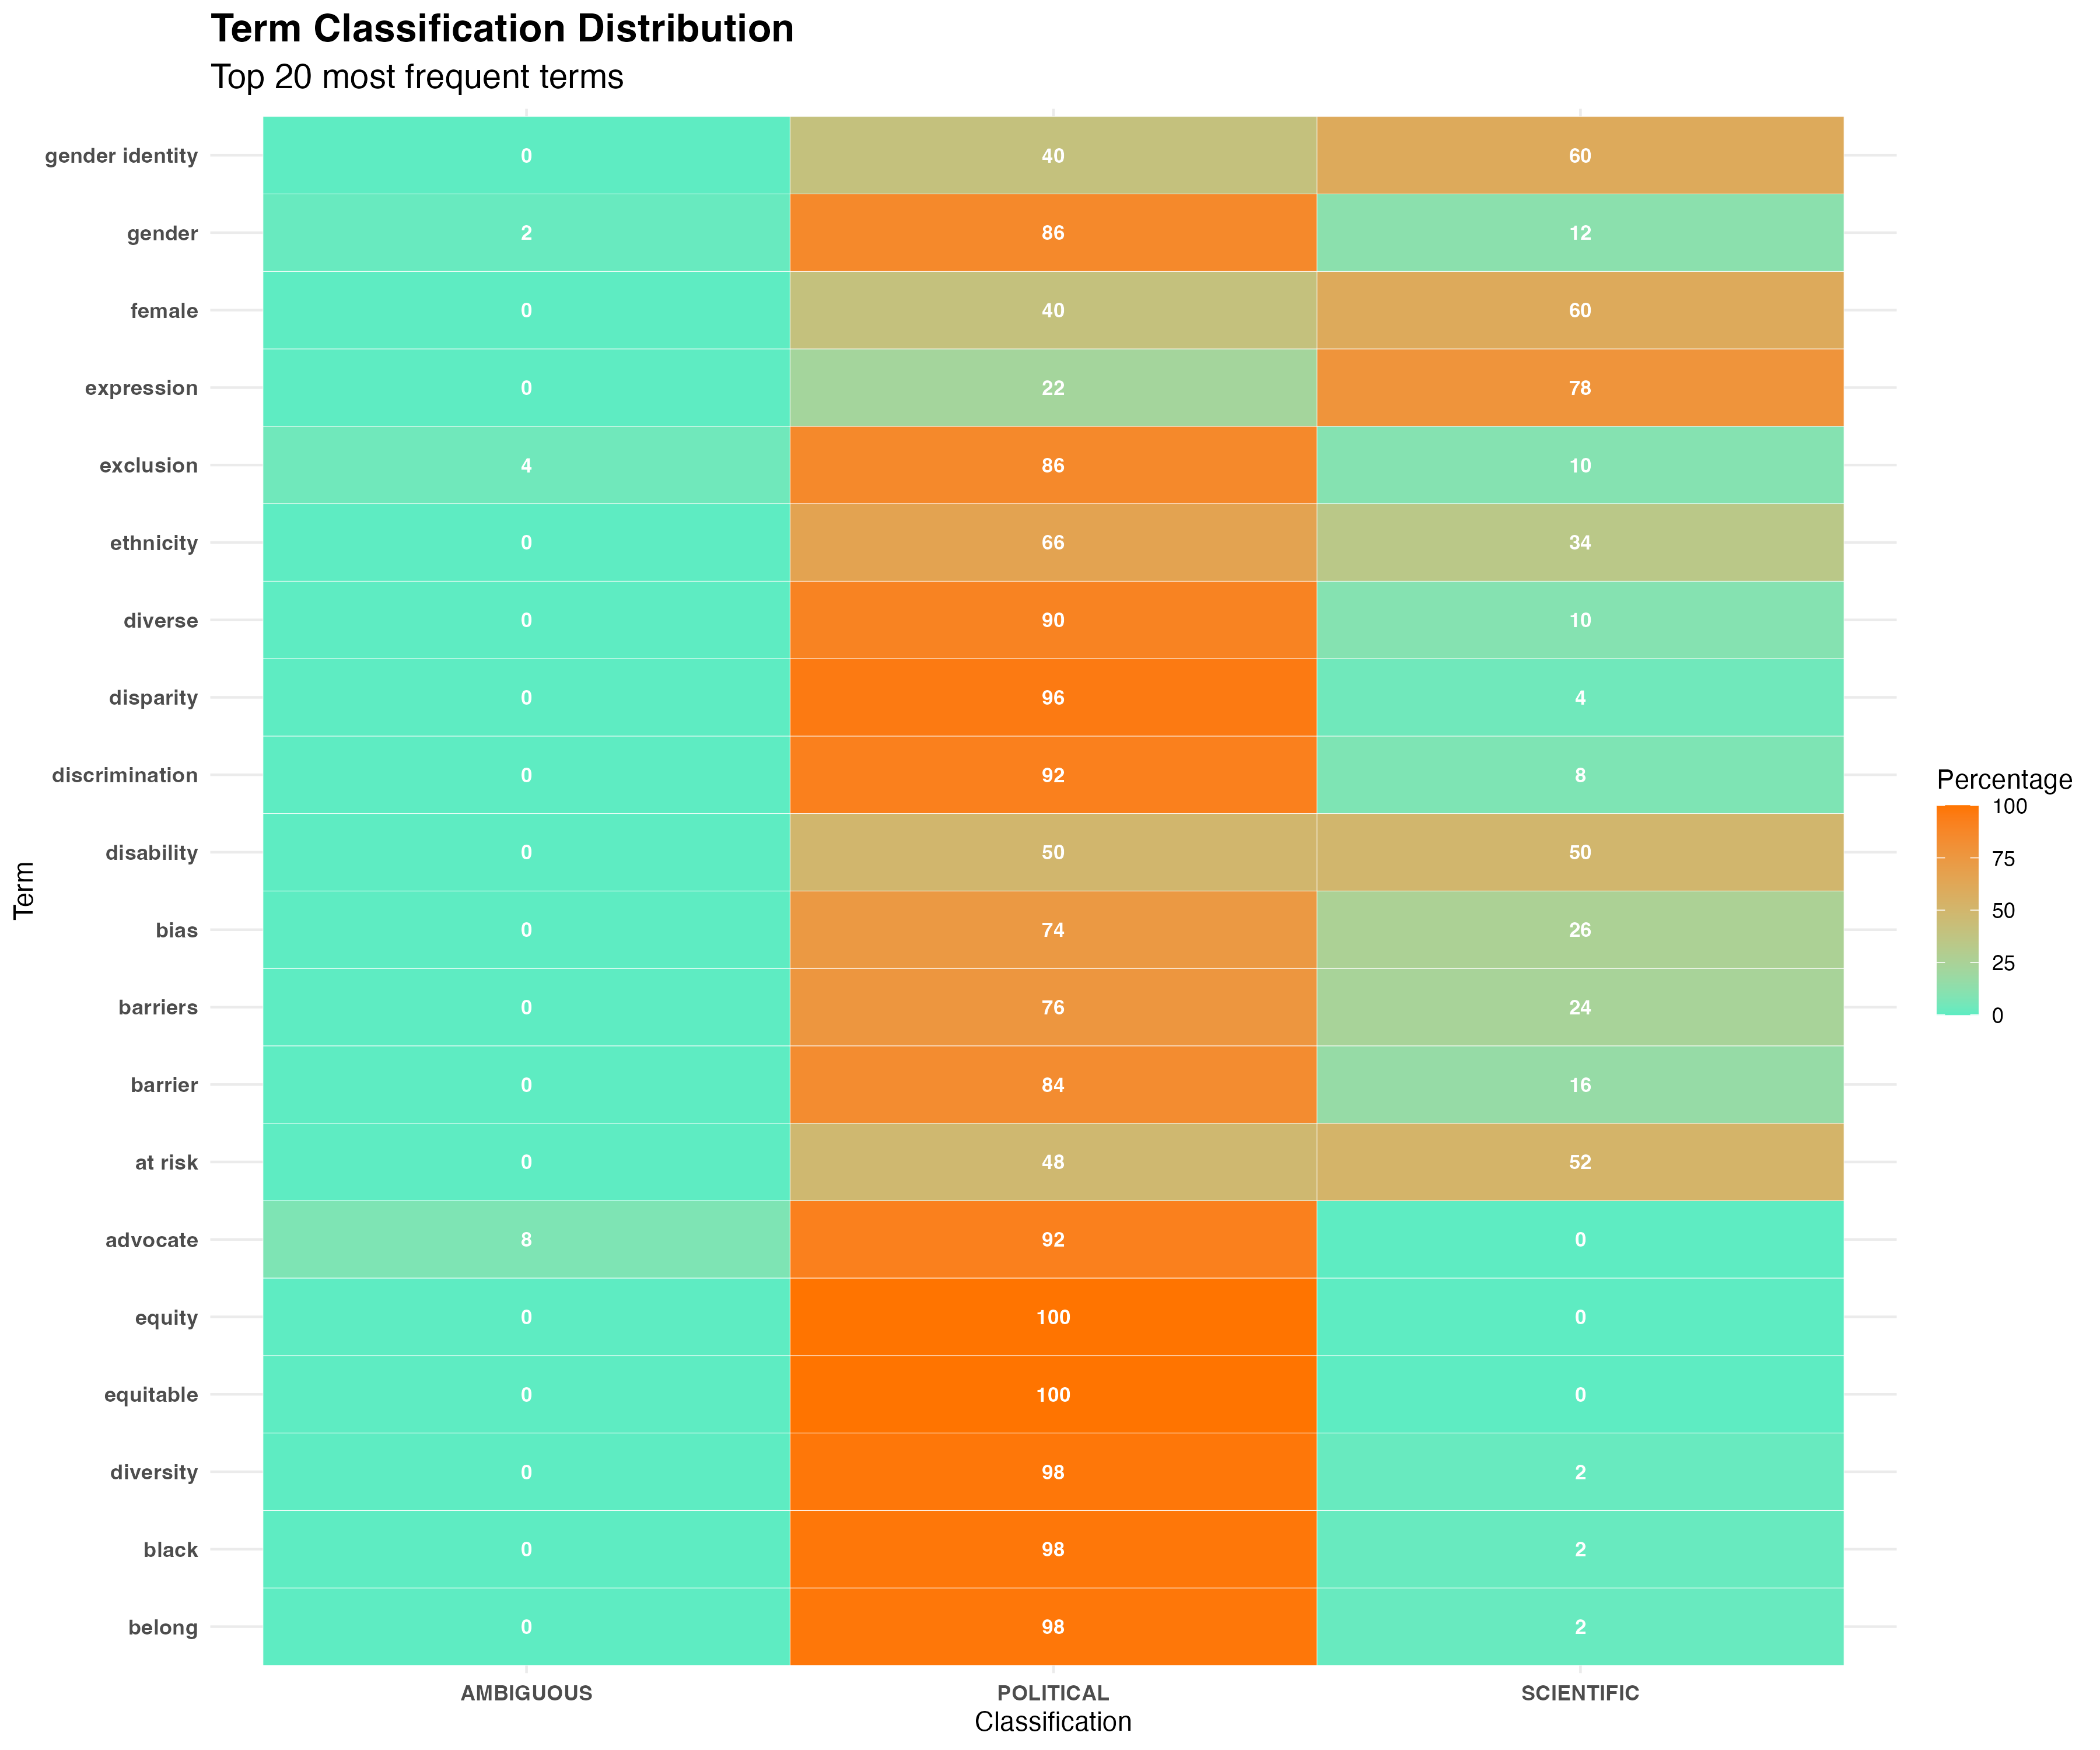 Term Classification Distribution
Top 20 most frequent terms
gender identity 0 40 60
gender 2 86 12
female 0 40 60
expression 0 22 78
exclusion 4 86 10
ethnicity 0 66 34
diverse 0 90 10
disparity 0 96 4
discrimination 0 92 8
disability 0 50 50
bias 0 74 26
barriers 0 76 24
barrier 0 84 16
at risk 0 48 52
advocate 8 92 0
equity 0 100 0
equitable 0 100 0
diversity 0 98 2
black 0 98 2
belong 0 98 2
AMBIGUOUS POLITICAL SCIENTIFIC
Classification
Term
Percentage
100
75
50
25
0